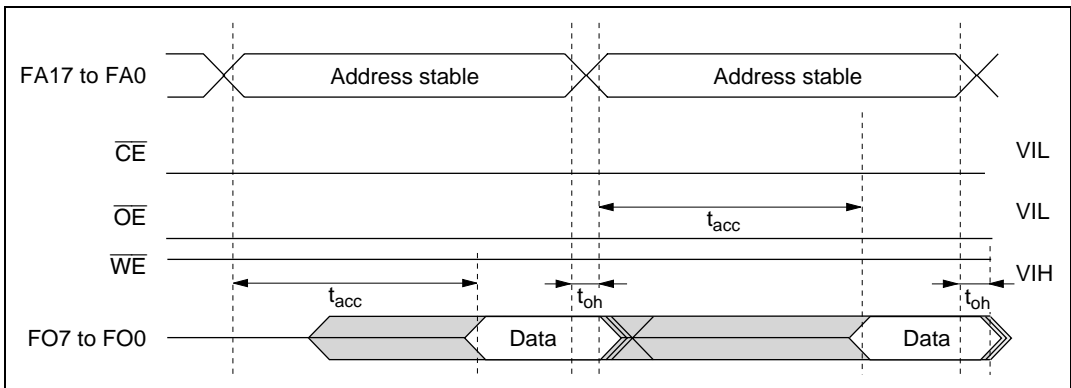 FA17 to FA0 Address stable Address stable
CE VIL
OE tacc VIL
WE VIH
tacc toh toh
FO7 to FO0 Data Data